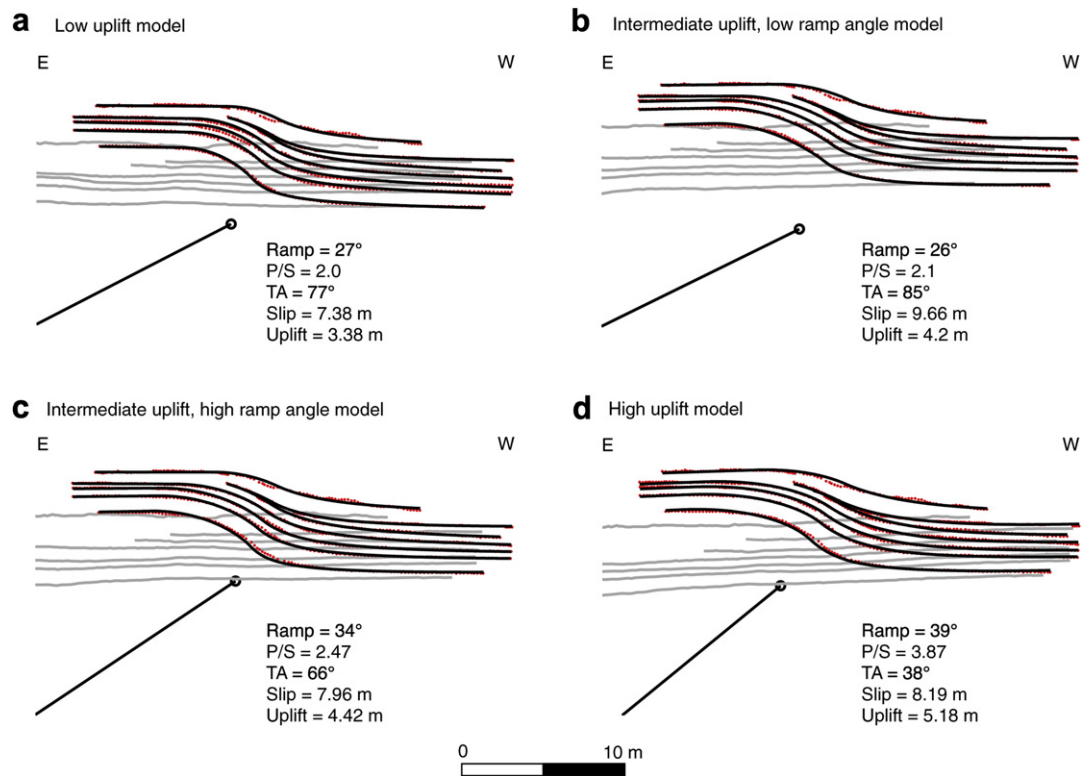 a Low uplift model
E W
Ramp = 27°
P/S = 2.0
TA = 77°
Slip = 7.38 m
Uplift = 3.38 m
b Intermediate uplift, low ramp angle model
E W
Ramp = 26°
P/S = 2.1
TA = 85°
Slip = 9.66 m
Uplift = 4.2 m
c Intermediate uplift, high ramp angle model
E W
Ramp = 34°
P/S = 2.47
TA = 66°
Slip = 7.96 m
Uplift = 4.42 m
d High uplift model
E W
Ramp = 39°
P/S = 3.87
TA = 38°
Slip = 8.19 m
Uplift = 5.18 m
0 10 m